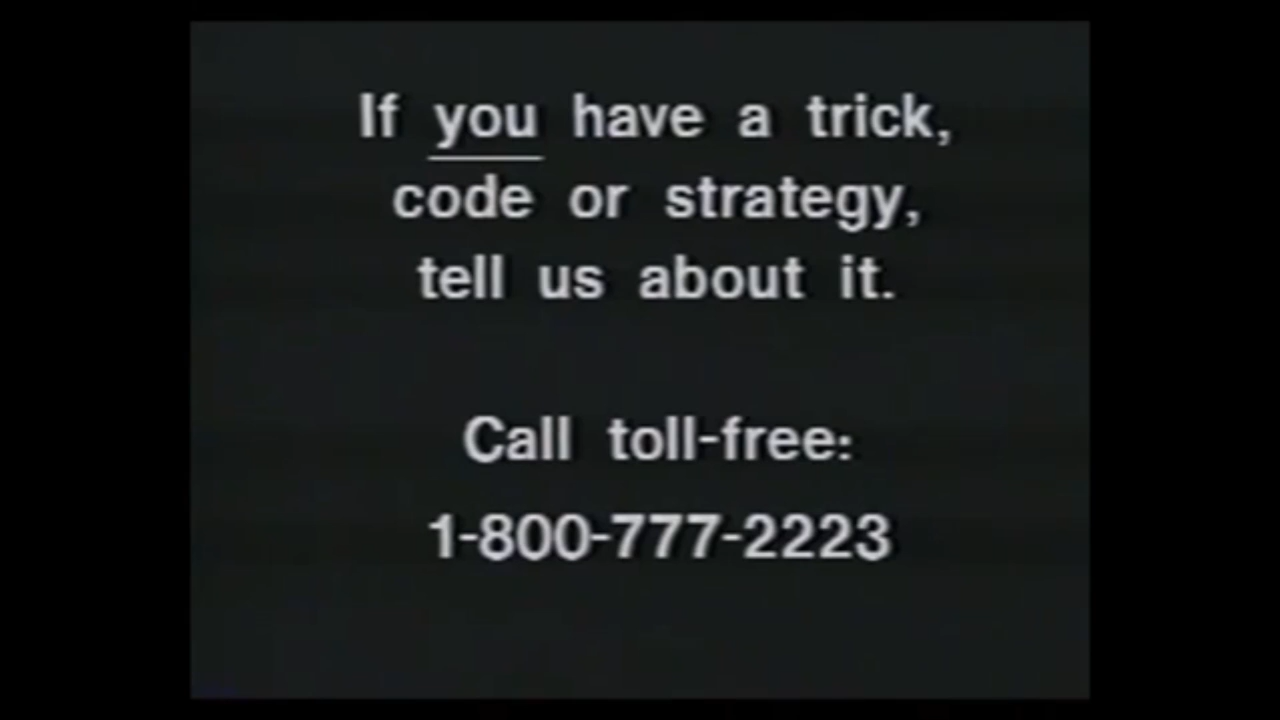 If you have a trick,
code or strategy,
tell us about it.
Call toll-free:
1-800-777-2223